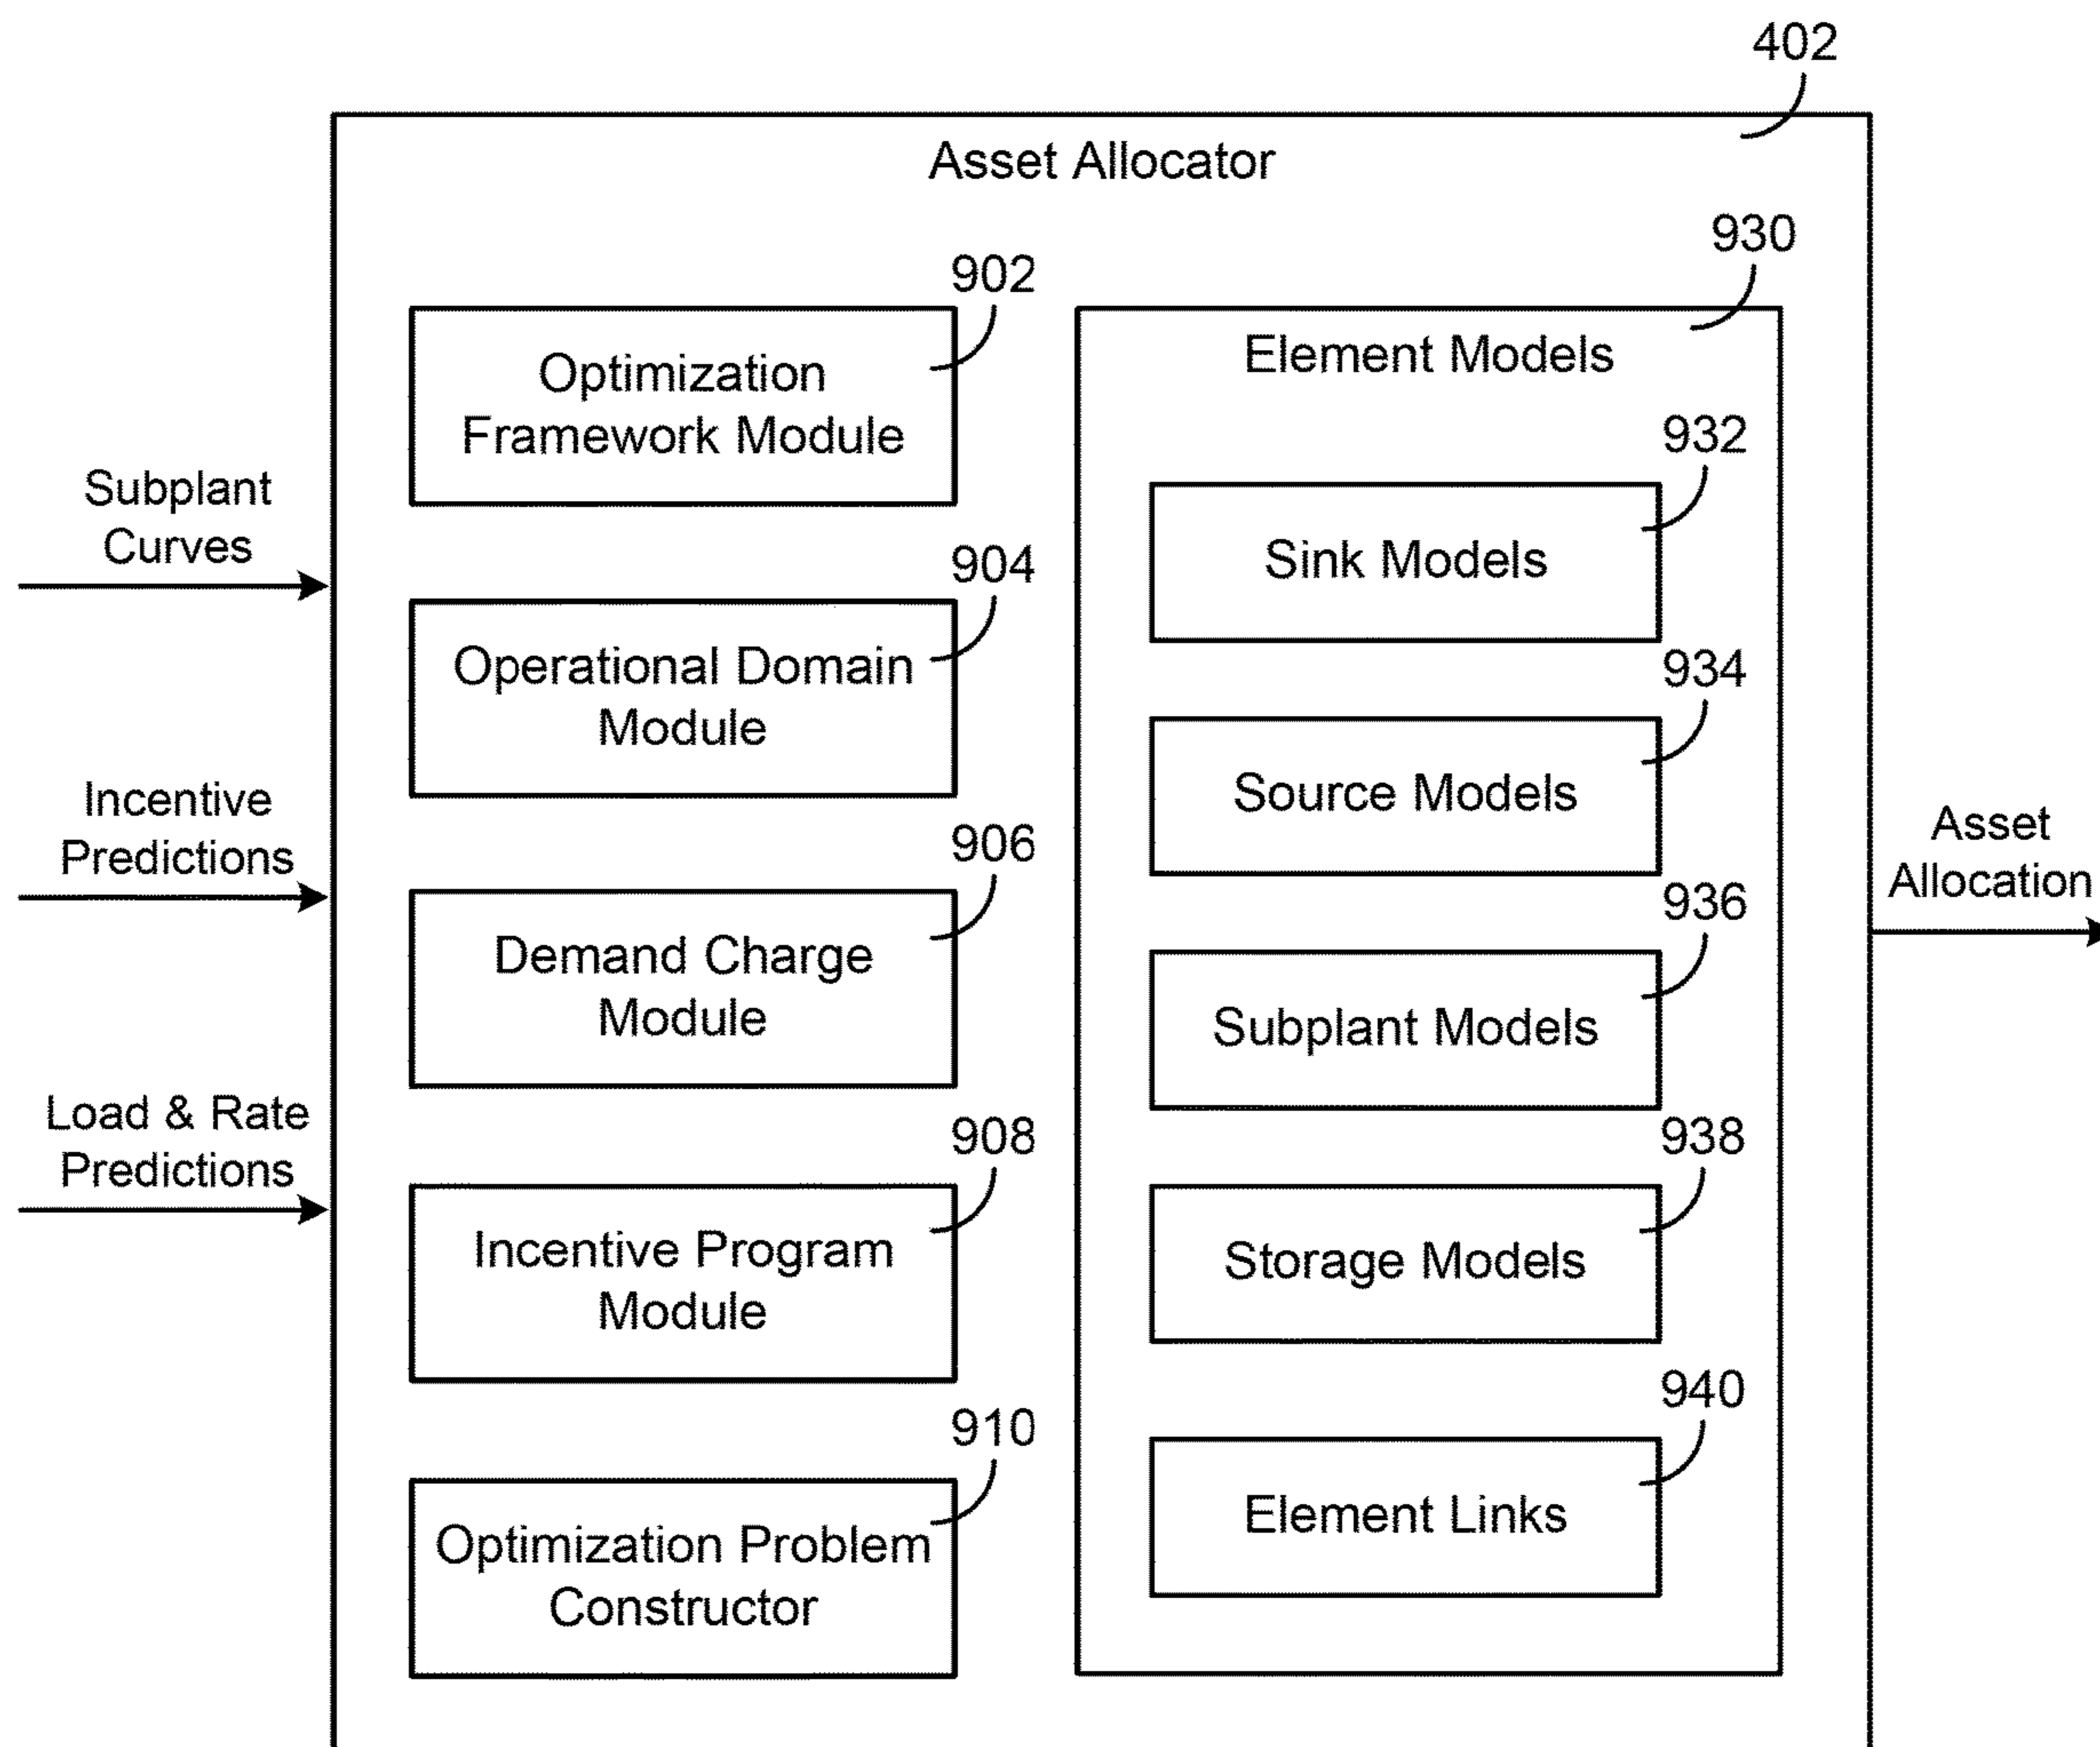 402
Asset Allocator
Subplant
Curves
Incentive
Predictions
Load & Rate
Predictions
902
Optimization
Framework Module
904
Operational Domain
Module
906
Demand Charge
Module
908
Incentive Program
Module
910
Optimization Problem
Constructor
930
Element Models
932
Sink Models
934
Source Models
936
Subplant Models
938
Storage Models
940
Element Links
Asset
Allocation